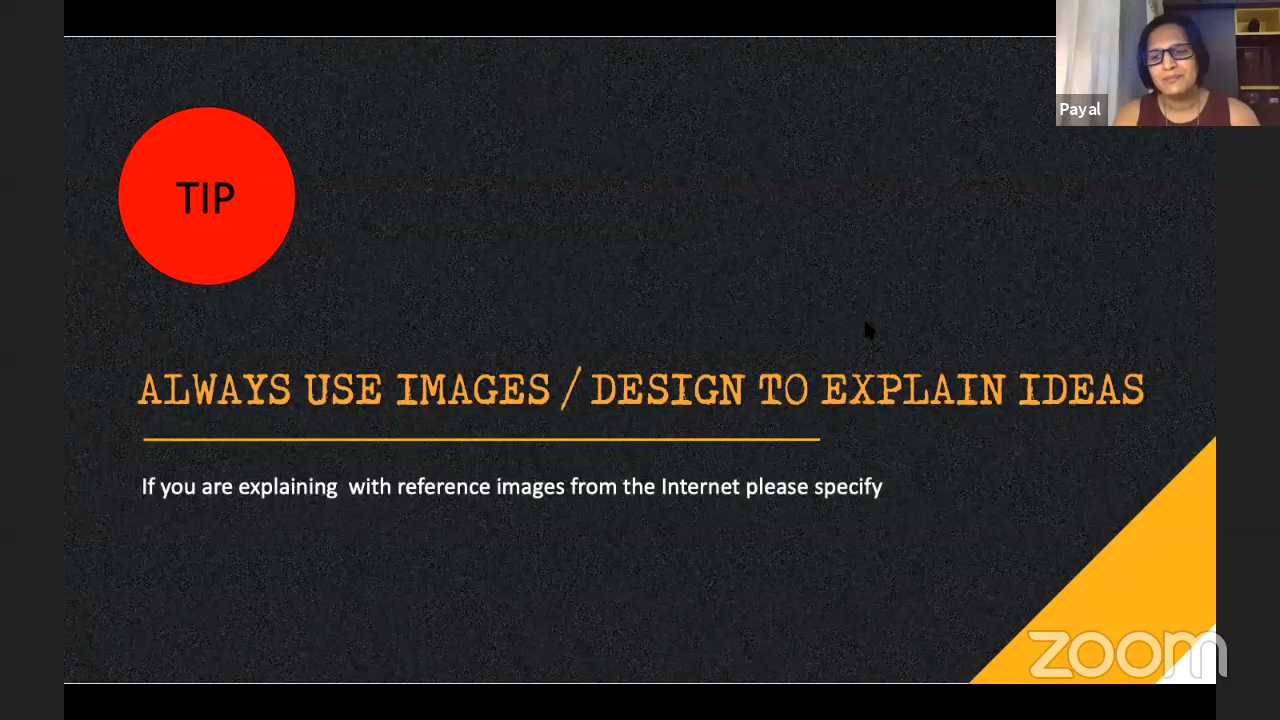 Payal
TIP
ALWAYS USE IMAGES / DESIGN TO EXPLAIN IDEAS
If you are explaining  with reference images from the Internet please specify
zoom